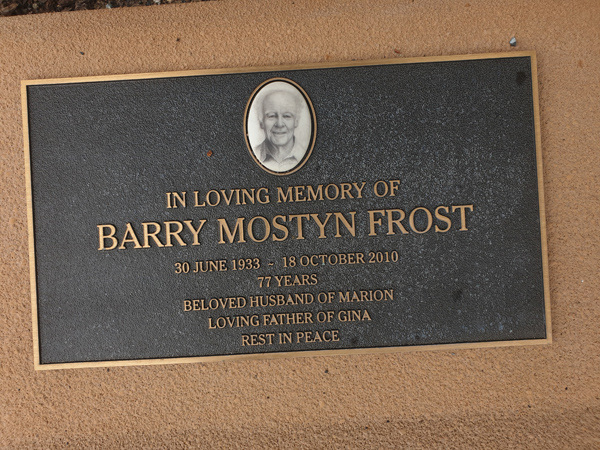 IN LOVING MEMORY OF
BARRY MOSTYN FROST
30 JUNE 1933 ~ 18 OCTOBER 2010
77 YEARS
BELOVED HUSBAND OF MARION
LOVING FATHER OF GINA
REST IN PEACE